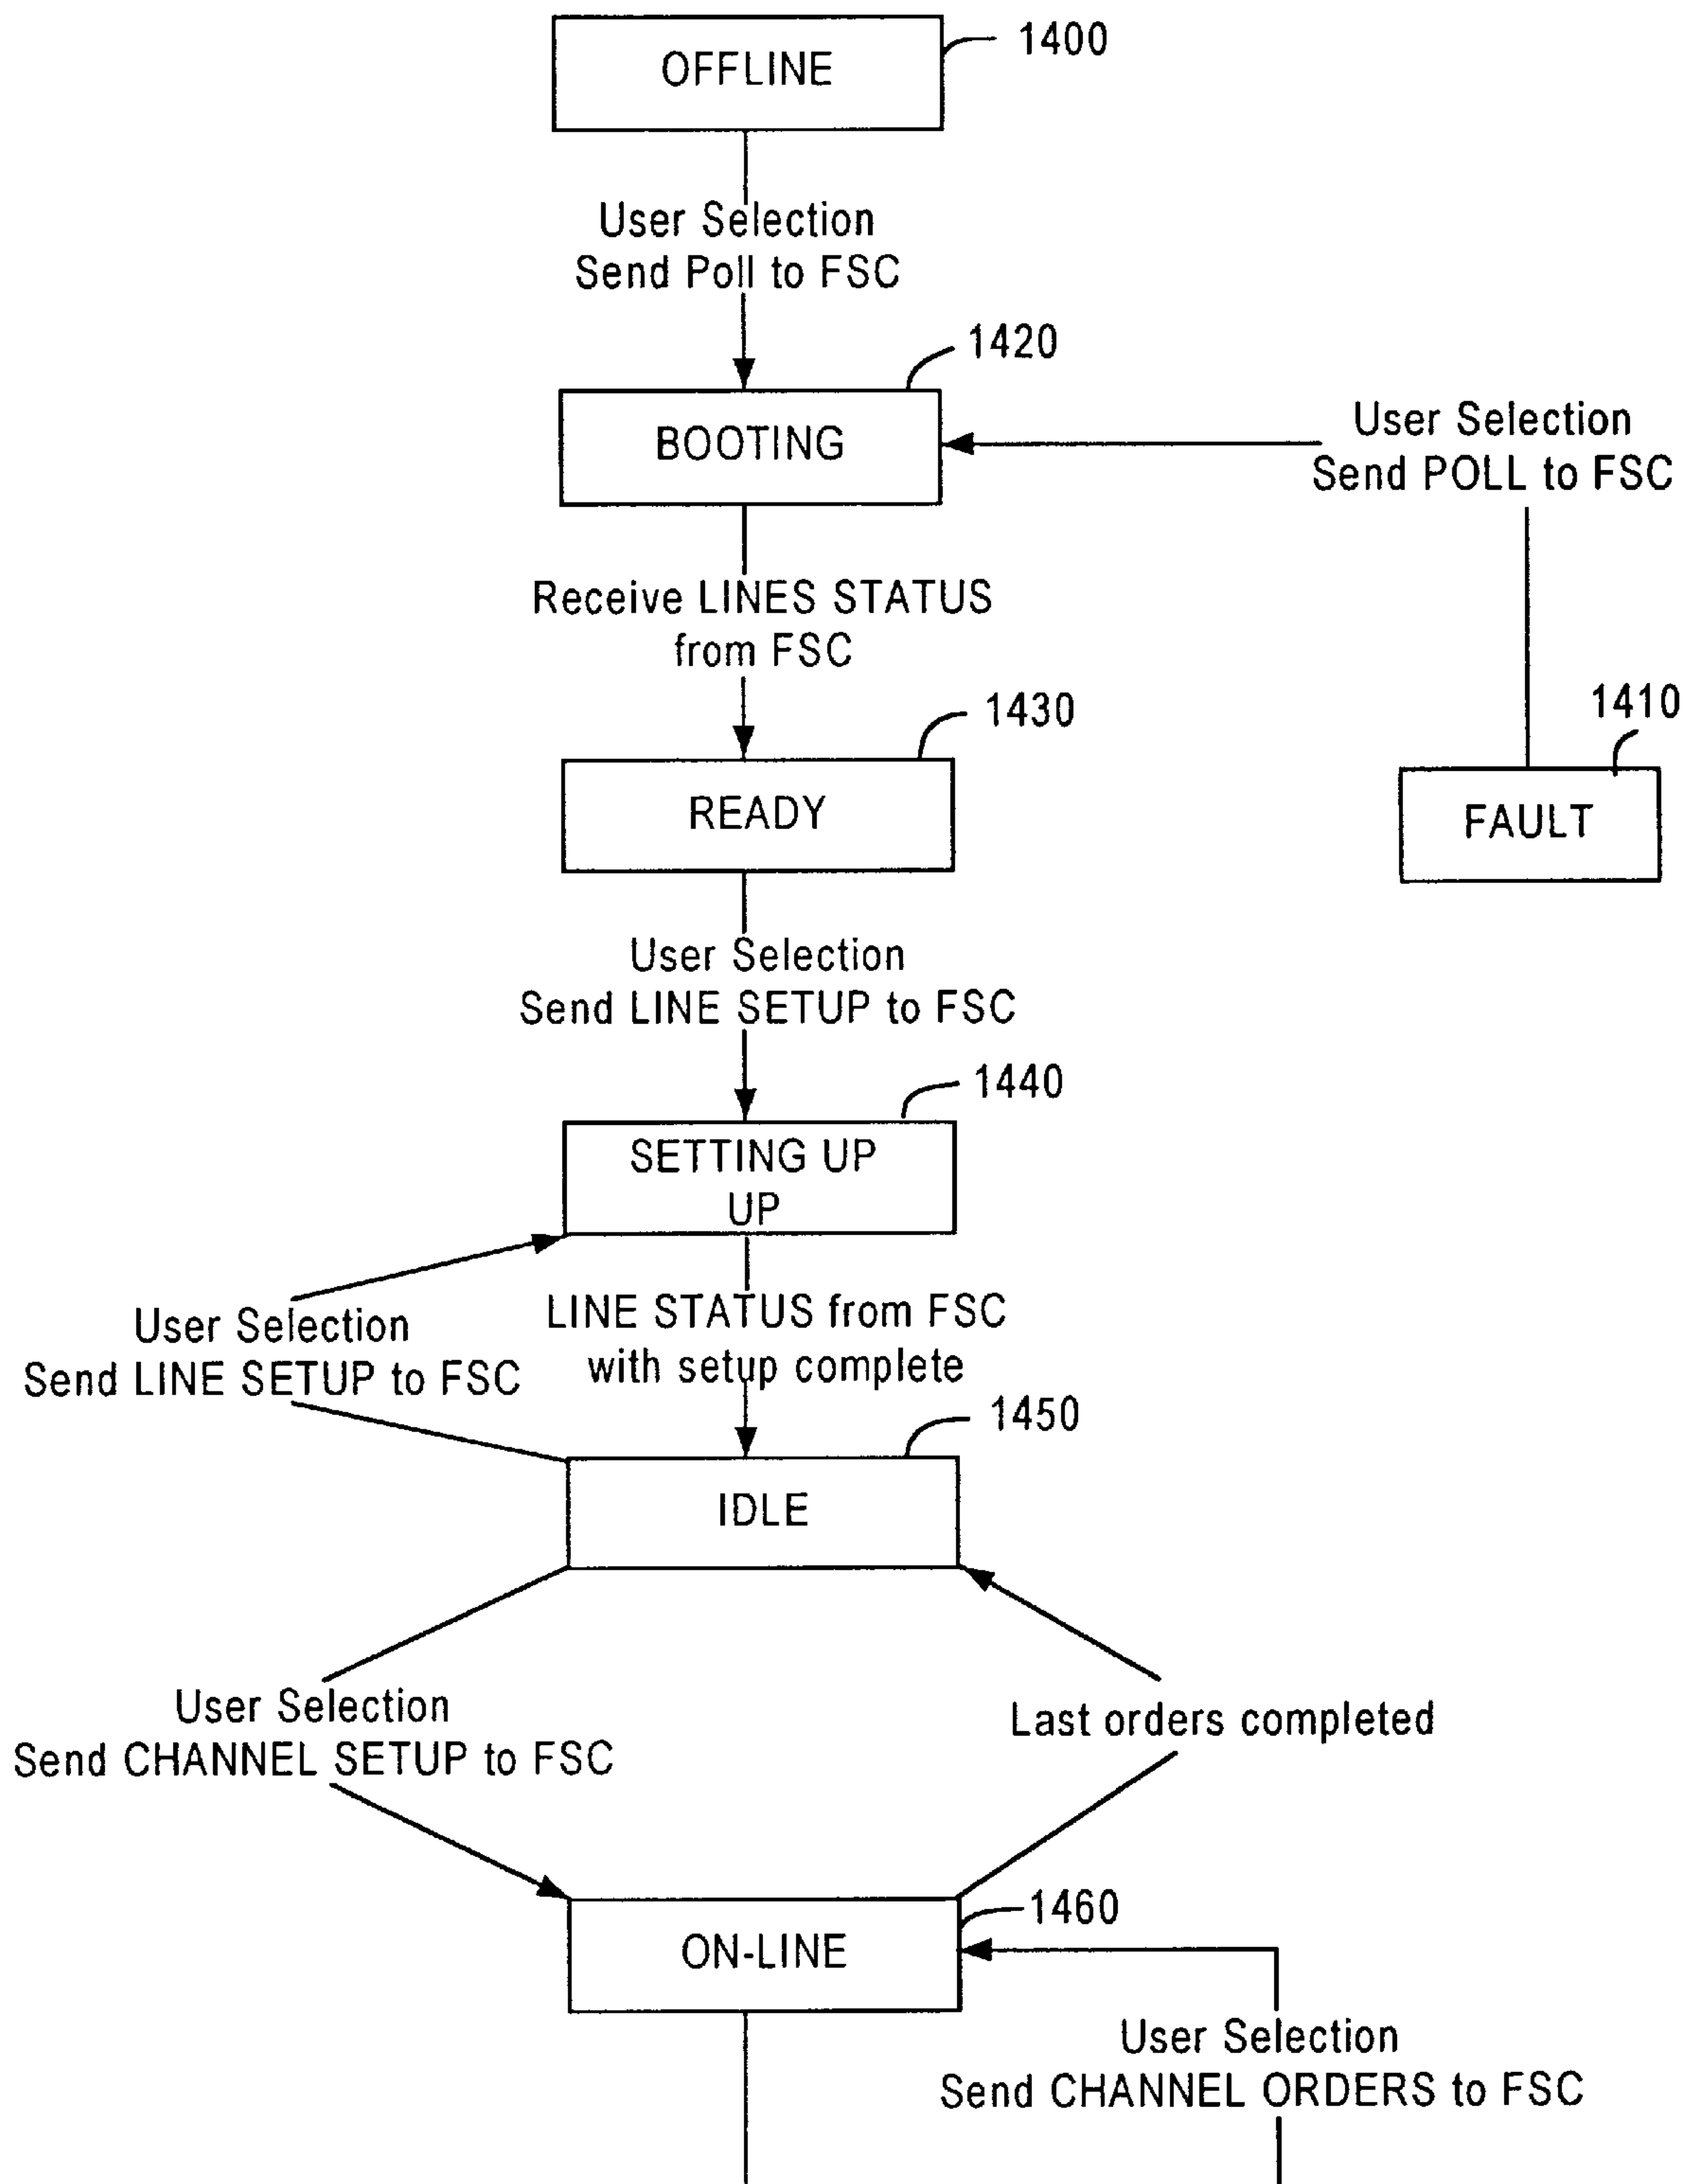 OFFLINE
1400
User Selection
Send Poll to FSC
1420
BOOTING
User Selection
Send POLL to FSC
Receive LINES STATUS
from FSC
1430
READY
1410
FAULT
User Selection
Send LINE SETUP to FSC
1440
SETTING UP
UP
User Selection
Send LINE SETUP to FSC
LINE STATUS from FSC
with setup complete
1450
IDLE
User Selection
Send CHANNEL SETUP to FSC
Last orders completed
1460
ON-LINE
User Selection
Send CHANNEL ORDERS to FSC